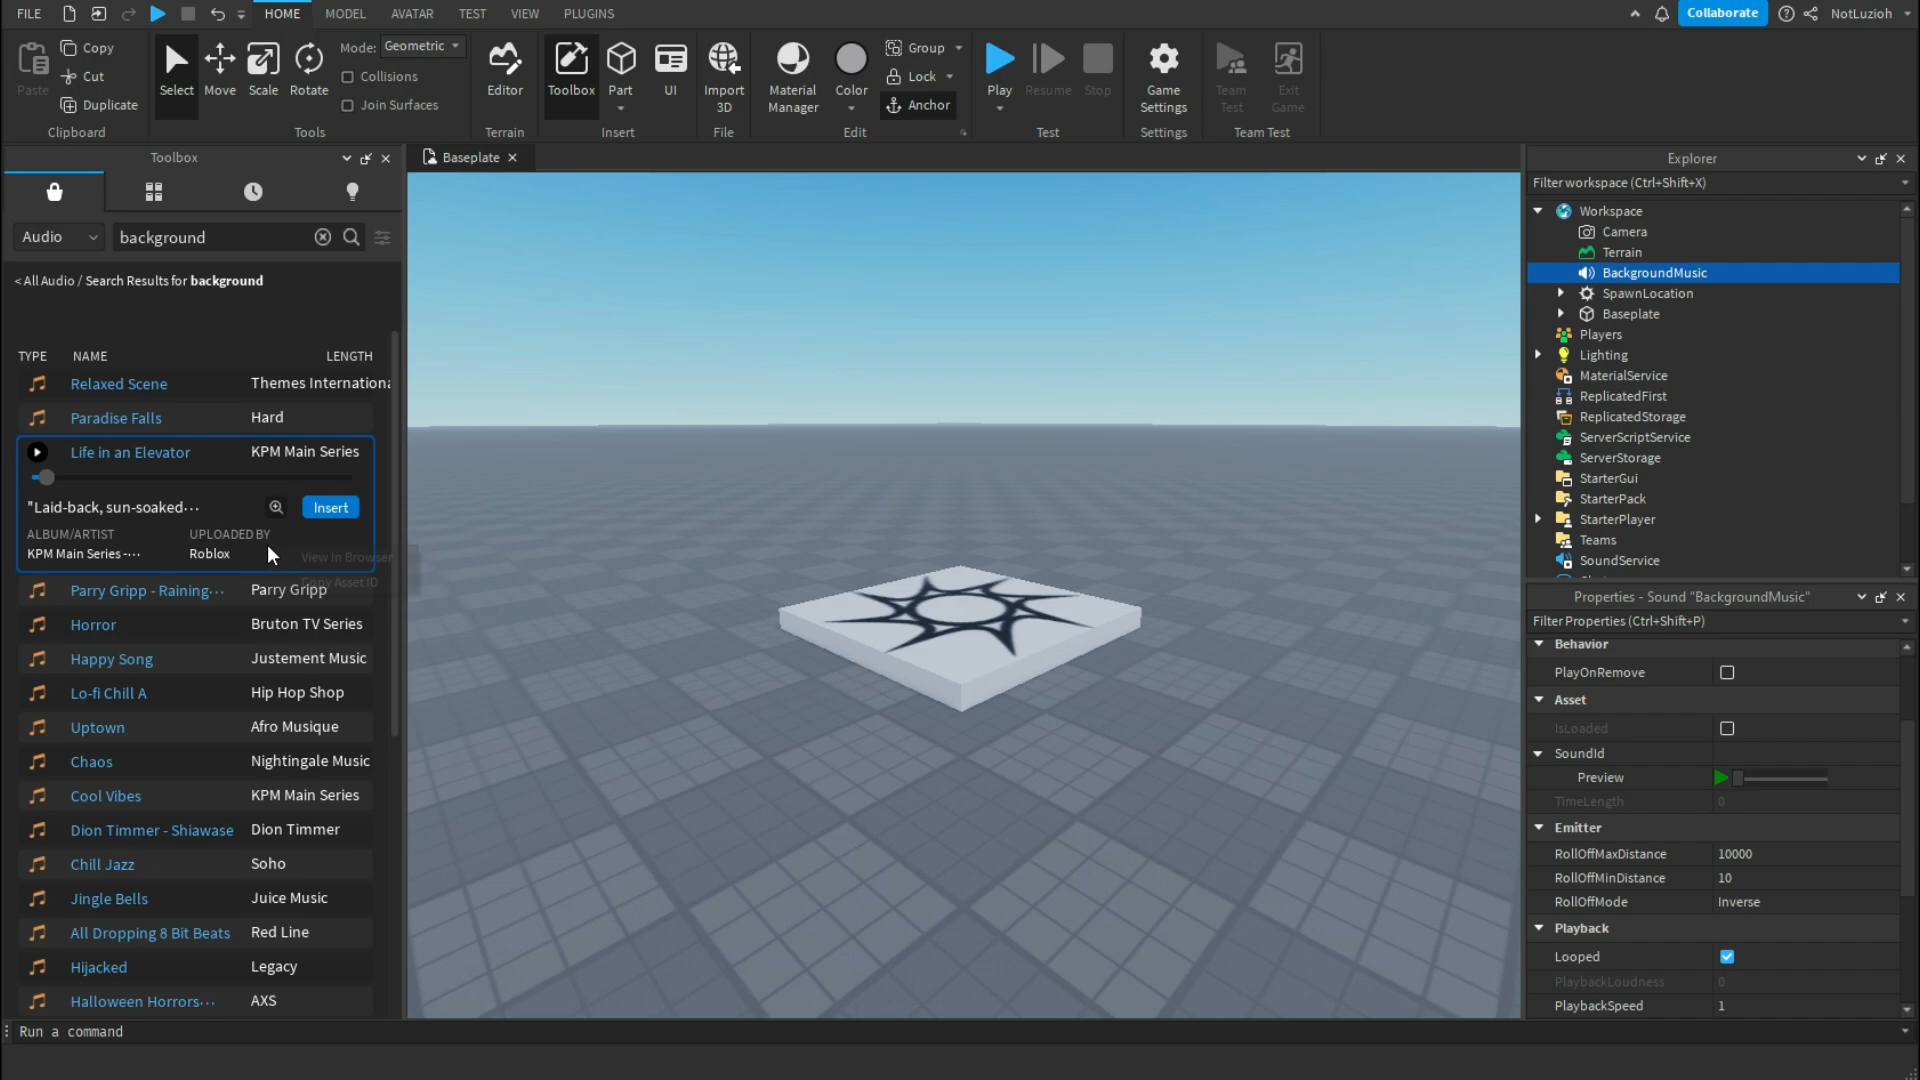 FILE HOME MODEL AVATAR TEST VIEW PLUGINS Collaborate NotLuzioh
Paste Copy Cut Duplicate Clipboard
Select Move Scale Rotate Mode: Geometric Collisions Join Surfaces Tools
Editor Terrain
Toolbox Part UI Insert
Import 3D File
Material Manager Color Group Lock Anchor Edit
Play Resume Stop Test
Game Settings Settings
Team Test Exit Game Team Test
Toolbox
Audio background
< All Audio / Search Results for background
TYPE NAME LENGTH
Relaxed Scene Themes Internationa
Paradise Falls Hard
Life in an Elevator KPM Main Series
"Laid-back, sun-soaked··· Insert
ALBUM/ARTIST UPLOADED BY
KPM Main Series -··· Roblox
View In Browser
Copy Asset ID
Parry Gripp - Raining··· Parry Gripp
Horror Bruton TV Series
Happy Song Justement Music
Lo-fi Chill A Hip Hop Shop
Uptown Afro Musique
Chaos Nightingale Music
Cool Vibes KPM Main Series
Dion Timmer - Shiawase Dion Timmer
Chill Jazz Soho
Jingle Bells Juice Music
All Dropping 8 Bit Beats Red Line
Hijacked Legacy
Halloween Horrors··· AXS
Run a command
Baseplate
Explorer
Filter workspace (Ctrl+Shift+X)
Workspace
Camera
Terrain
BackgroundMusic
SpawnLocation
Baseplate
Players
Lighting
MaterialService
ReplicatedFirst
ReplicatedStorage
ServerScriptService
ServerStorage
StarterGui
StarterPack
StarterPlayer
Teams
SoundService
Properties - Sound "BackgroundMusic"
Filter Properties (Ctrl+Shift+P)
Behavior
PlayOnRemove
Asset
IsLoaded
SoundId
Preview
TimeLength 0
Emitter
RollOffMaxDistance 10000
RollOffMinDistance 10
RollOffMode Inverse
Playback
Looped
PlaybackLoudness 0
PlaybackSpeed 1